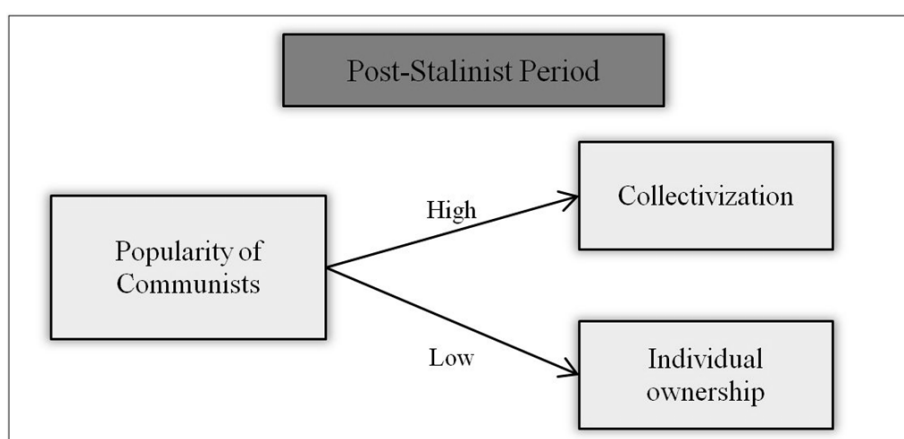 Post-Stalinist Period
Popularity of
Communists
High
Low
Collectivization
Individual
ownership